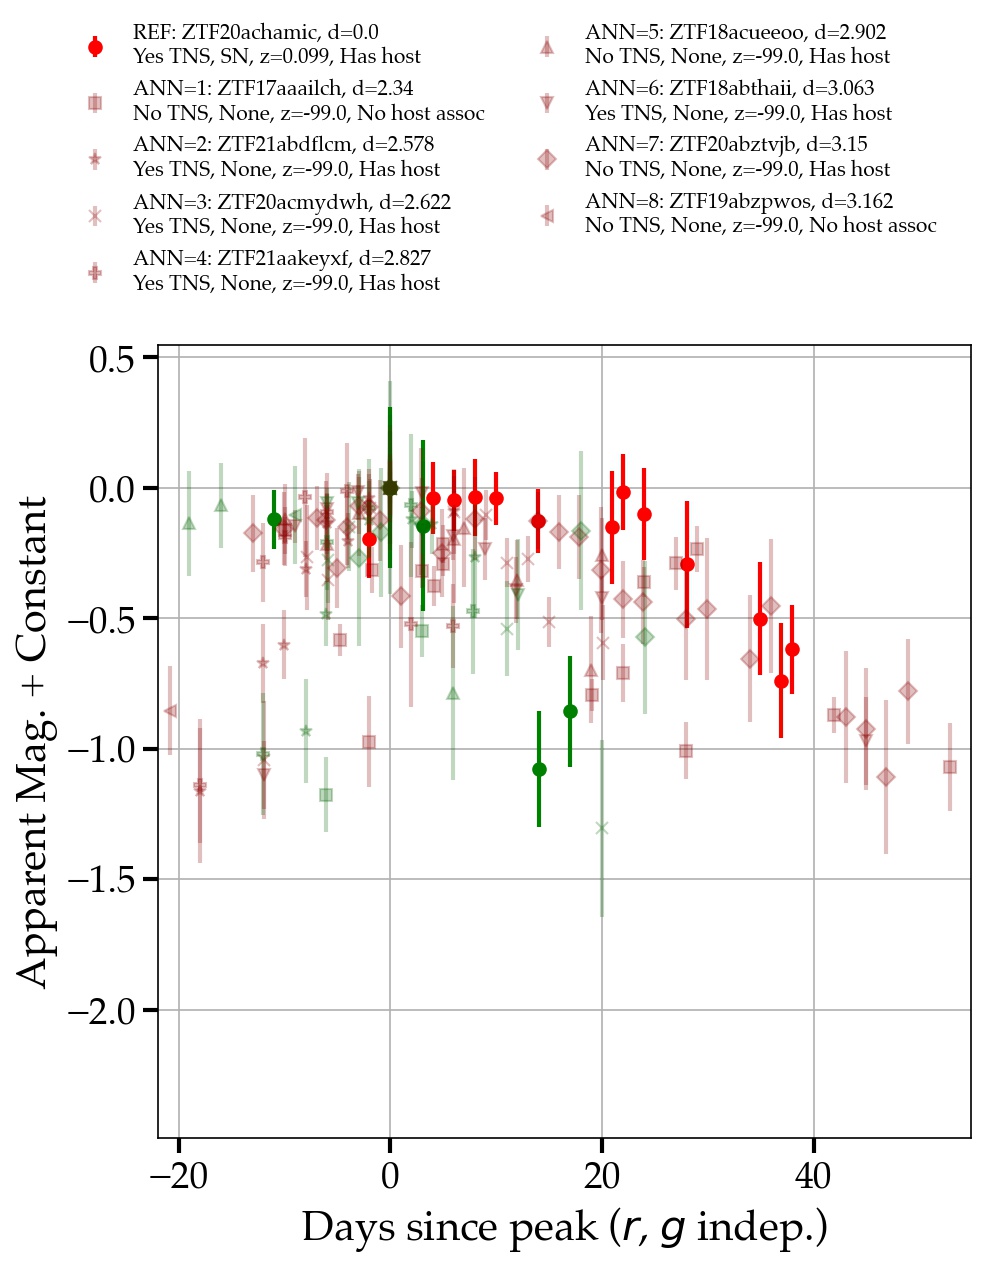 REF: ZTF20achamic, d=0.0
Yes TNS, SN, z=0.099, Has host
ANN=1: ZTF17aaailch, d=2.34
No TNS, None, z=-99.0, No host assoc
ANN=2: ZTF21abdflcm, d=2.578
Yes TNS, None, z=-99.0, Has host
ANN=3: ZTF20acmydwh, d=2.622
Yes TNS, None, z=-99.0, Has host
ANN=4: ZTF21aakeyxf, d=2.827
Yes TNS, None, z=-99.0, Has host
ANN=5: ZTF18acueeoo, d=2.902
No TNS, None, z=-99.0, Has host
ANN=6: ZTF18abthaii, d=3.063
Yes TNS, None, z=-99.0, Has host
ANN=7: ZTF20abztvjb, d=3.15
No TNS, None, z=-99.0, Has host
ANN=8: ZTF19abzpwos, d=3.162
No TNS, None, z=-99.0, No host assoc
Apparent Mag. + Constant
0.5
0.0
−0.5
−1.0
−1.5
−2.0
−20
0
20
40
Days since peak (r, g indep.)